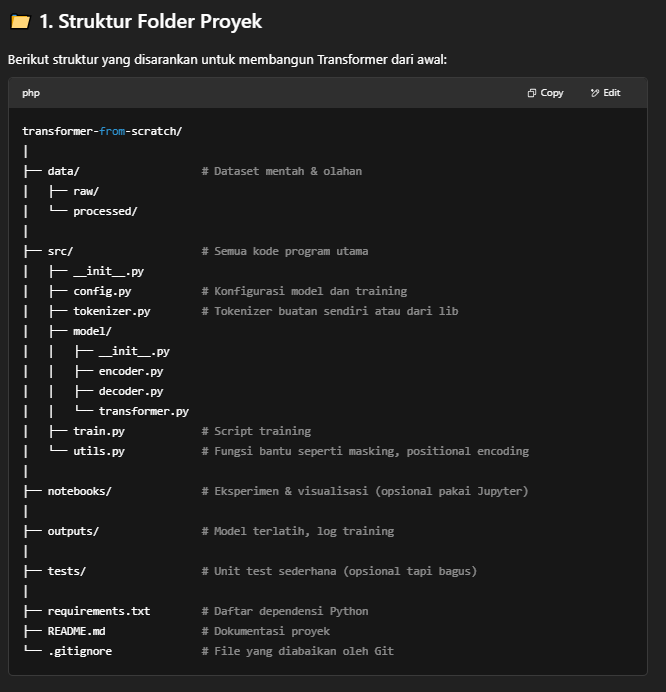 📁 1. Struktur Folder Proyek
Berikut struktur yang disarankan untuk membangun Transformer dari awal:
php Copy Edit
transformer-from-scratch/
│
├── data/ # Dataset mentah & olahan
│ ├── raw/
│ └── processed/
│
├── src/ # Semua kode program utama
│ ├── __init__.py
│ ├── config.py # Konfigurasi model dan training
│ ├── tokenizer.py # Tokenizer buatan sendiri atau dari lib
│ ├── model/
│ │ ├── __init__.py
│ │ ├── encoder.py
│ │ ├── decoder.py
│ │ └── transformer.py
│ ├── train.py # Script training
│ └── utils.py # Fungsi bantu seperti masking, positional encoding
│
├── notebooks/ # Eksperimen & visualisasi (opsional pakai Jupyter)
│
├── outputs/ # Model terlatih, log training
│
├── tests/ # Unit test sederhana (opsional tapi bagus)
│
├── requirements.txt # Daftar dependensi Python
├── README.md # Dokumentasi proyek
└── .gitignore # File yang diabaikan oleh Git